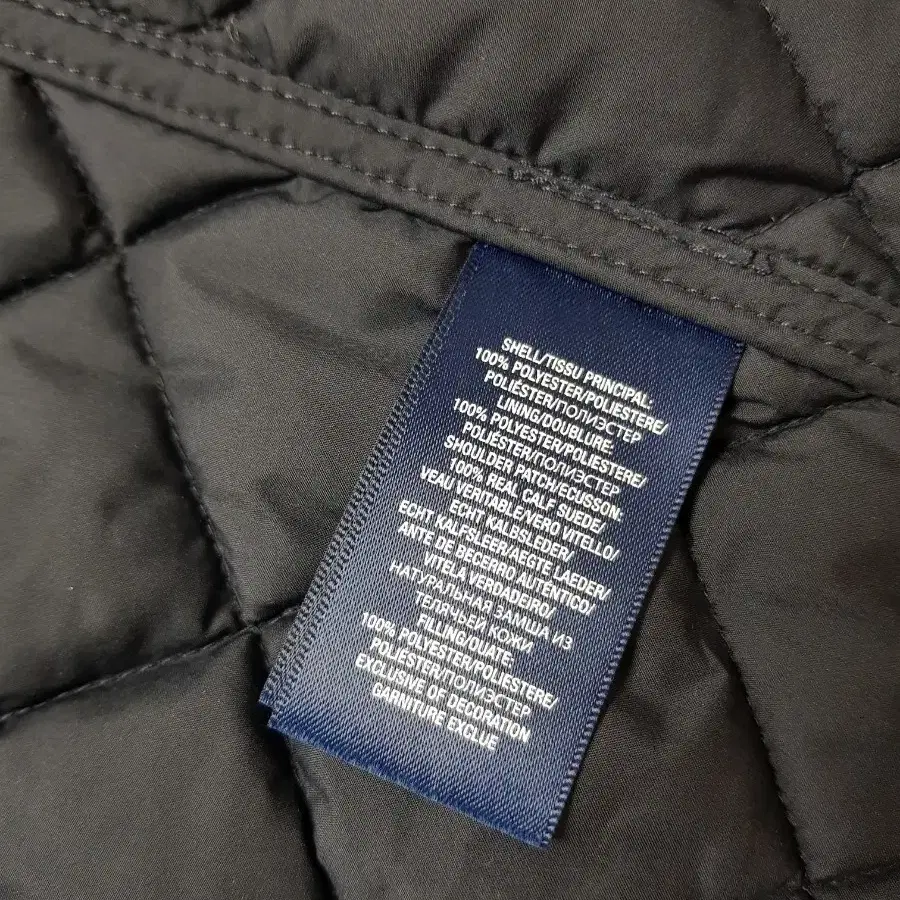 SHELL/TISSU PRINCIPAL:
100% POLYESTER/POLIESTERE/
POLIÉSTER/ПОЛИЭСТЕР
LINING/DOUBLURE:
100% POLYESTER/POLIESTERE/
POLIÉSTER/ПОЛИЭСТЕР
SHOULDER PATCH/ECUSSON:
100% REAL CALF SUEDE/
VEAU VERITABLE/VERO VITELLO/
ECHT KALBSLEDER/
ECHT KALFSLEER/AEGTE LAEDER/
ANTE DE BECERRO AUTENTICO/
VITELA VERDADEIRO/
НАТУРАЛЬНАЯ ЗАМША ИЗ
ТЕЛЯЧЬЕЙ КОЖИ
FILLING/OUATE:
100% POLYESTER/POLIESTERE/
POLIÉSTER/ПОЛИЭСТЕР
EXCLUSIVE OF DECORATION
GARNITURE EXCLUE